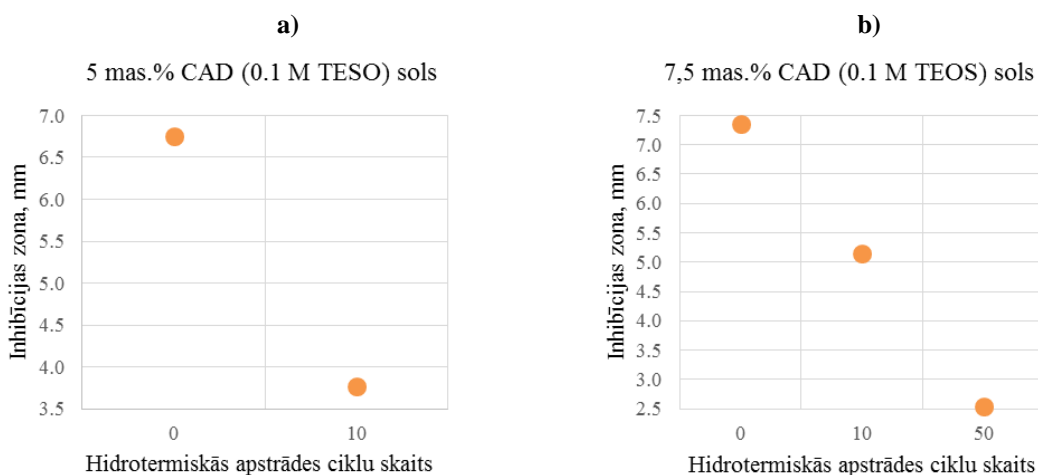 a)
5 mas.% CAD (0.1 M TESO) sols
Inhibīcijas zona, mm
7.0
6.5
6.0
5.5
5.0
4.5
4.0
3.5
0 10
Hidrotermiskās apstrādes ciklu skaits
b)
7,5 mas.% CAD (0.1 M TEOS) sols
Inhibīcijas zona, mm
7.5
7.0
6.5
6.0
5.5
5.0
4.5
4.0
3.5
3.0
2.5
0 10 50
Hidrotermiskās apstrādes ciklu skaits